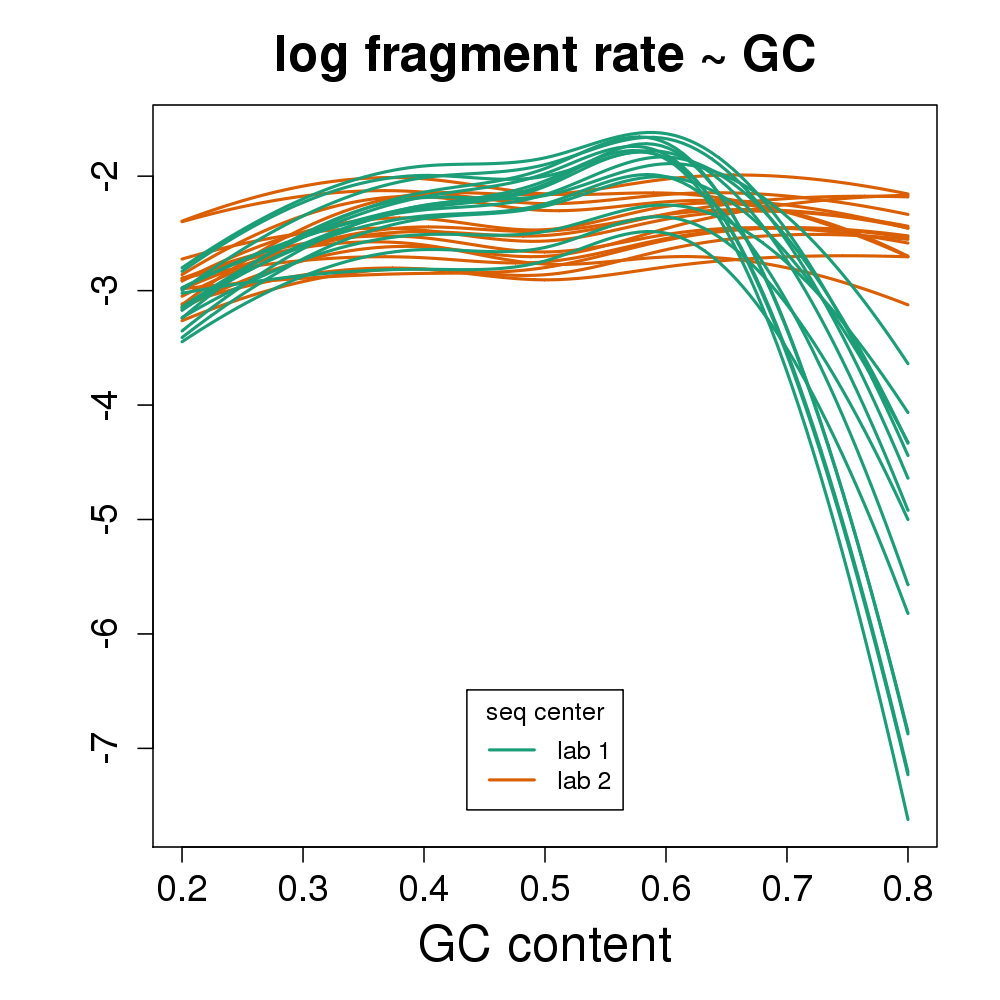 log fragment rate ~ GC
-2
-3
-4
-5
-6
-7
seq center
lab 1
lab 2
0.2 0.3 0.4 0.5 0.6 0.7 0.8
GC content